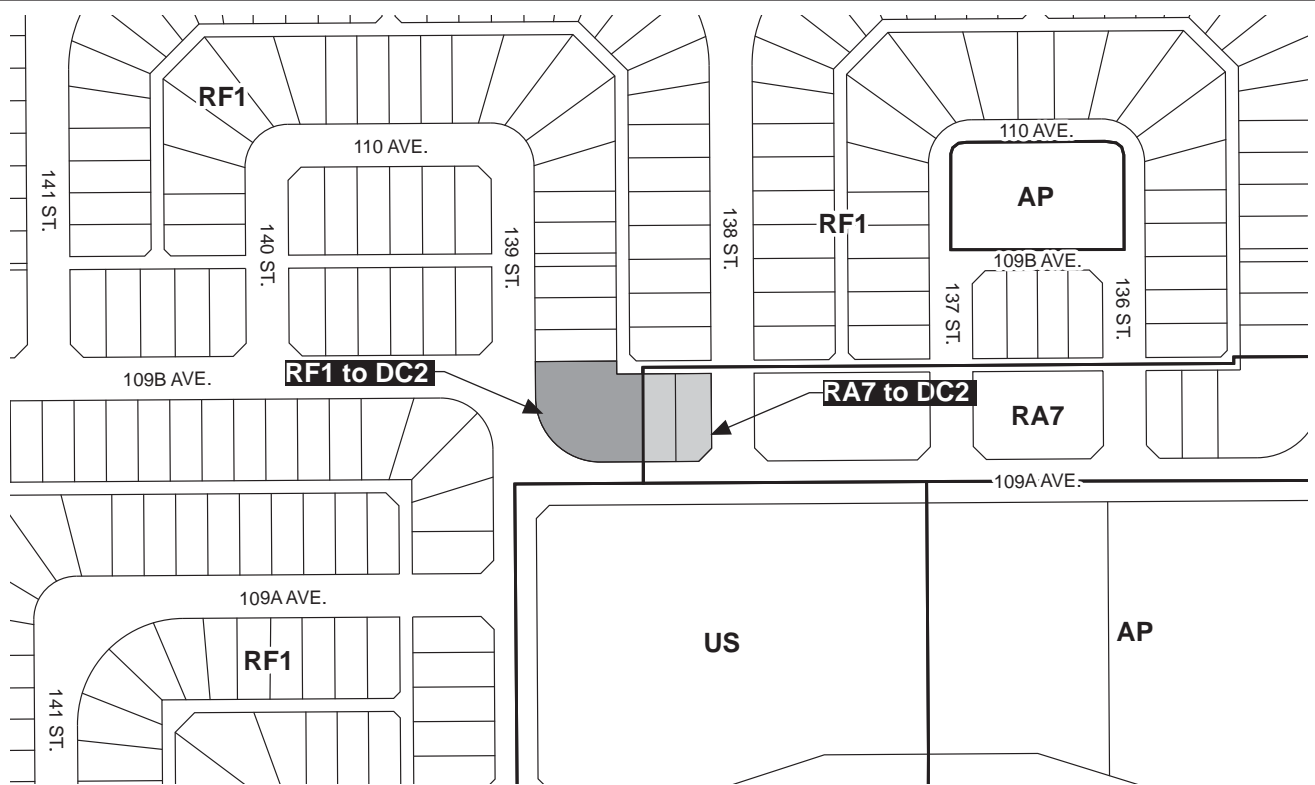 RF1
110 AVE.
110 AVE.
AP
141 ST.
140 ST.
139 ST.
138 ST.
RF1
109B AVE.
137 ST.
136 ST.
109B AVE.
RF1 to DC2
RA7 to DC2
RA7
109A AVE.
109A AVE.
US
AP
RF1
141 ST.